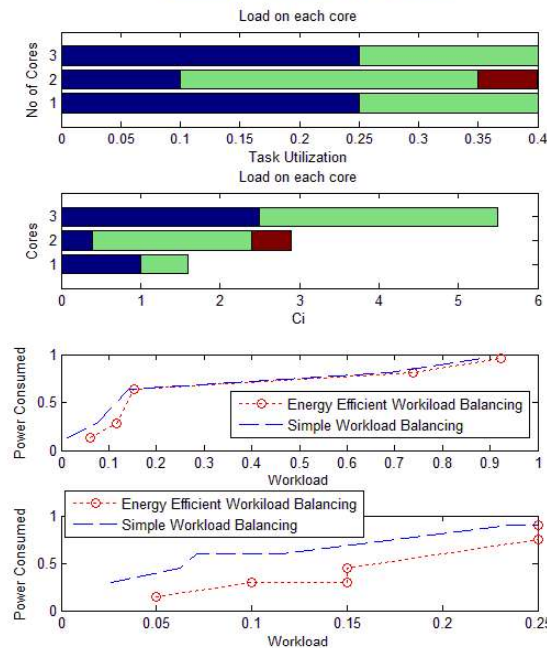 Load on each core
No of Cores
3
2
1
0 0.05 0.1 0.15 0.2 0.25 0.3 0.35 0.4
Task Utilization
Load on each core
Cores
3
2
1
0 1 2 3 4 5 6
Ci
Power Consumed
1
0.5
0
Energy Efficient Workiload Balancing
Simple Workload Balancing
0 0.1 0.2 0.3 0.4 0.5 0.6 0.7 0.8 0.9 1
Workload
Energy Efficient Workiload Balancing
Simple Workload Balancing
Power Consumed
1
0.5
0
0 0.05 0.1 0.15 0.2 0.25
Workload